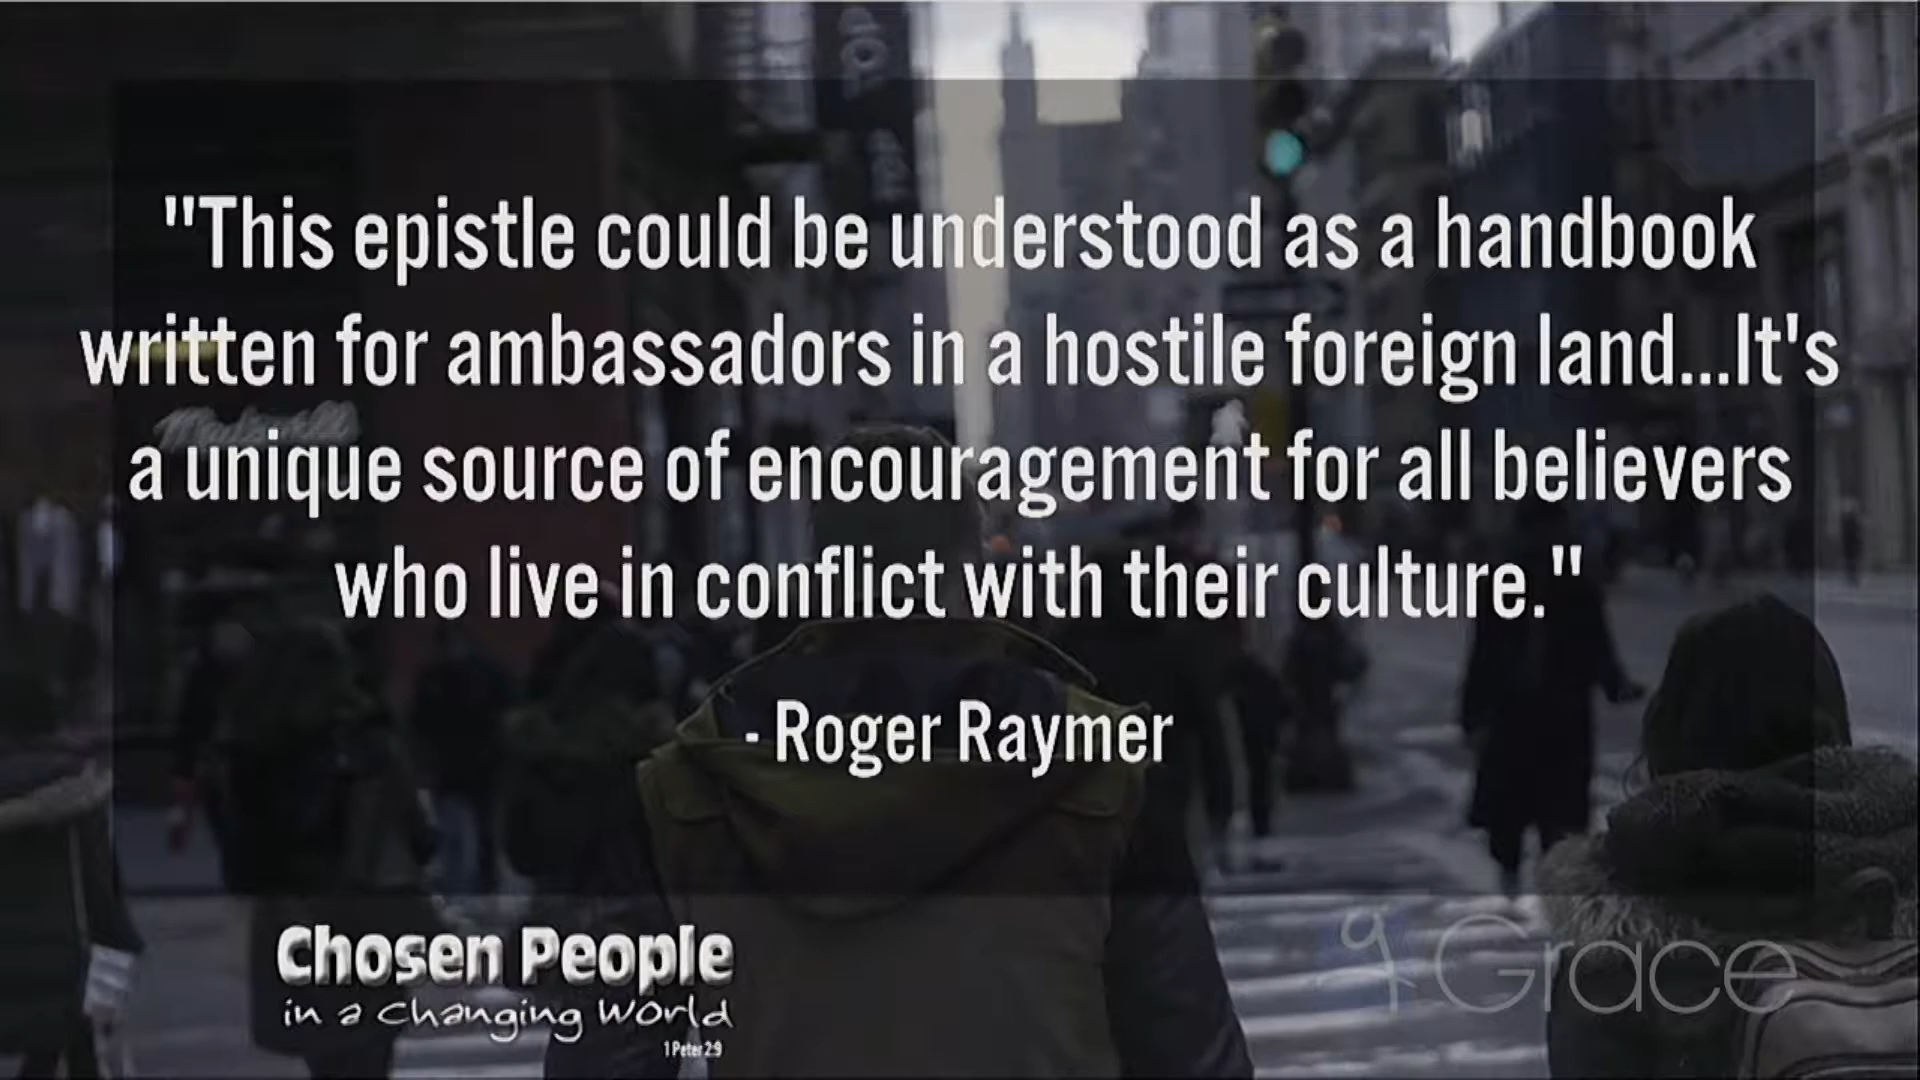 "This epistle could be understood as a handbook
written for ambassadors in a hostile foreign land...It's
a unique source of encouragement for all believers
who live in conflict with their culture."
- Roger Raymer
Chosen People
in a Changing World
1 Peter 2:9
Grace